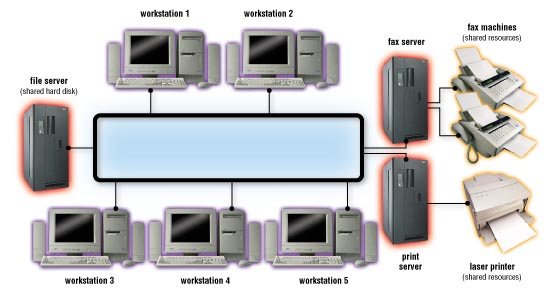 workstation 1
workstation 2
fax server
fax machines
(shared resources)
file server
(shared hard disk)
workstation 3
workstation 4
workstation 5
print
server
laser printer
(shared resources)